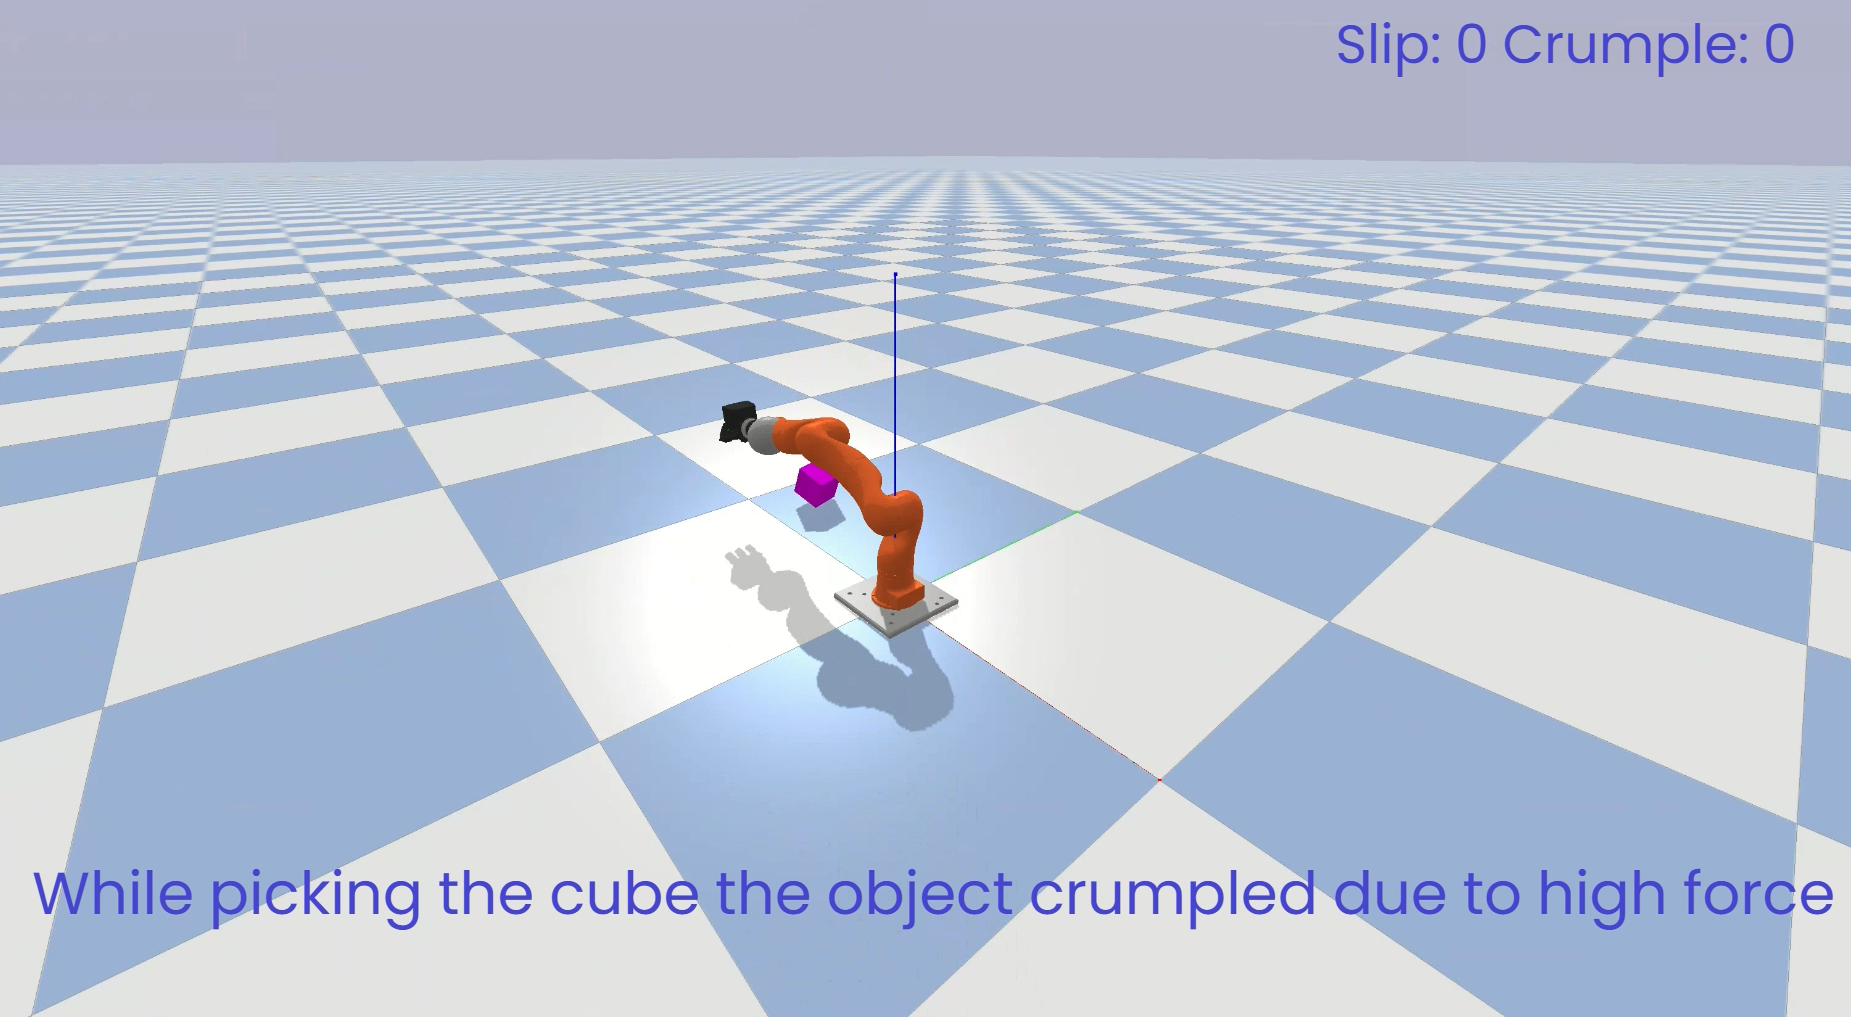 Slip: 0 Crumple: 0
While picking the cube the object crumpled due to high force